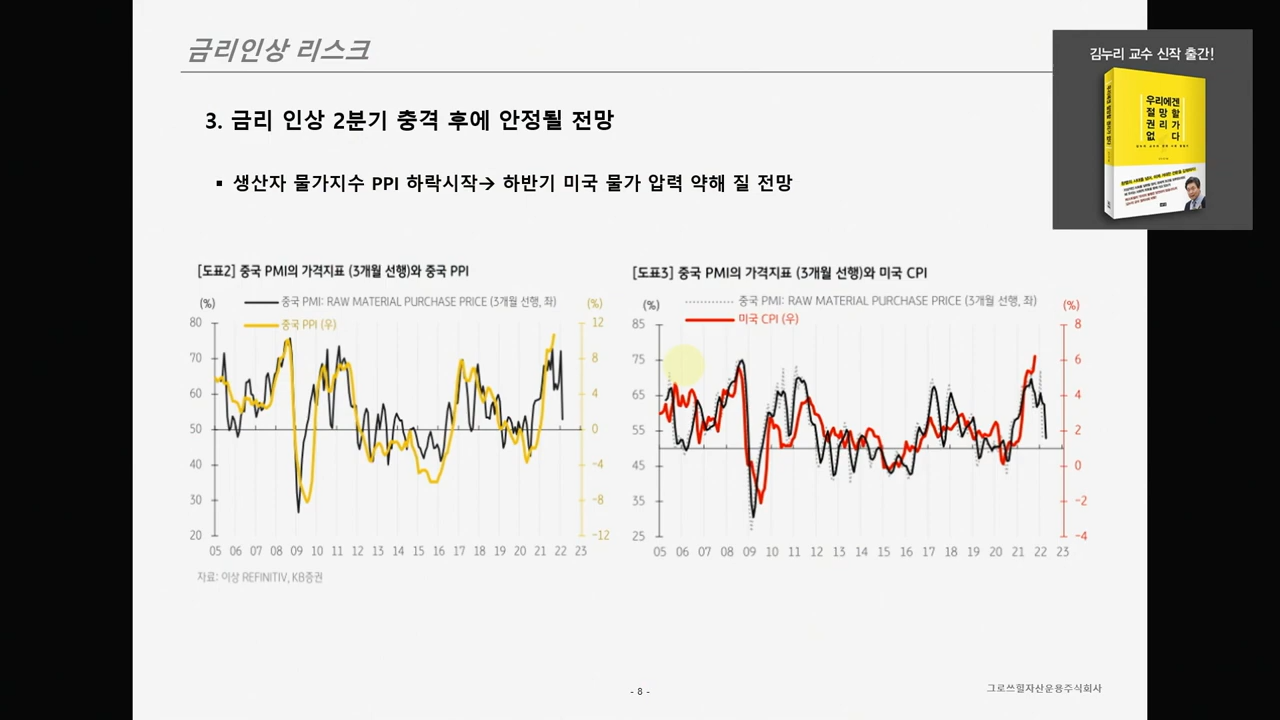 금리인상 리스크
김누리 교수 신작 출간!
우리에겐
절망할
권리가
없다
3. 금리 인상 2분기 충격 후에 안정될 전망
▪ 생산자 물가지수 PPI 하락시작→ 하반기 미국 물가 압력 약해 질 전망
[도표2] 중국 PMI의 가격지표 (3개월 선행)와 중국 PPI
(%) 중국 PMI: RAW MATERIAL PURCHASE PRICE (3개월 선행, 좌) (%)
중국 PPI (우)
80 12
70 8
60 4
50 0
40 -4
30 -8
20 -12
05 06 07 08 09 10 11 12 13 14 15 16 17 18 19 20 21 22 23
자료: 이상 REFINITIV, KB증권
[도표3] 중국 PMI의 가격지표 (3개월 선행)와 미국 CPI
(%) 중국 PMI: RAW MATERIAL PURCHASE PRICE (3개월 선행, 좌) (%)
미국 CPI (우)
85 8
75 6
65 4
55 2
45 0
35 -2
25 -4
05 06 07 08 09 10 11 12 13 14 15 16 17 18 19 20 21 22 23
- 8 -
그로쓰힐자산운용주식회사